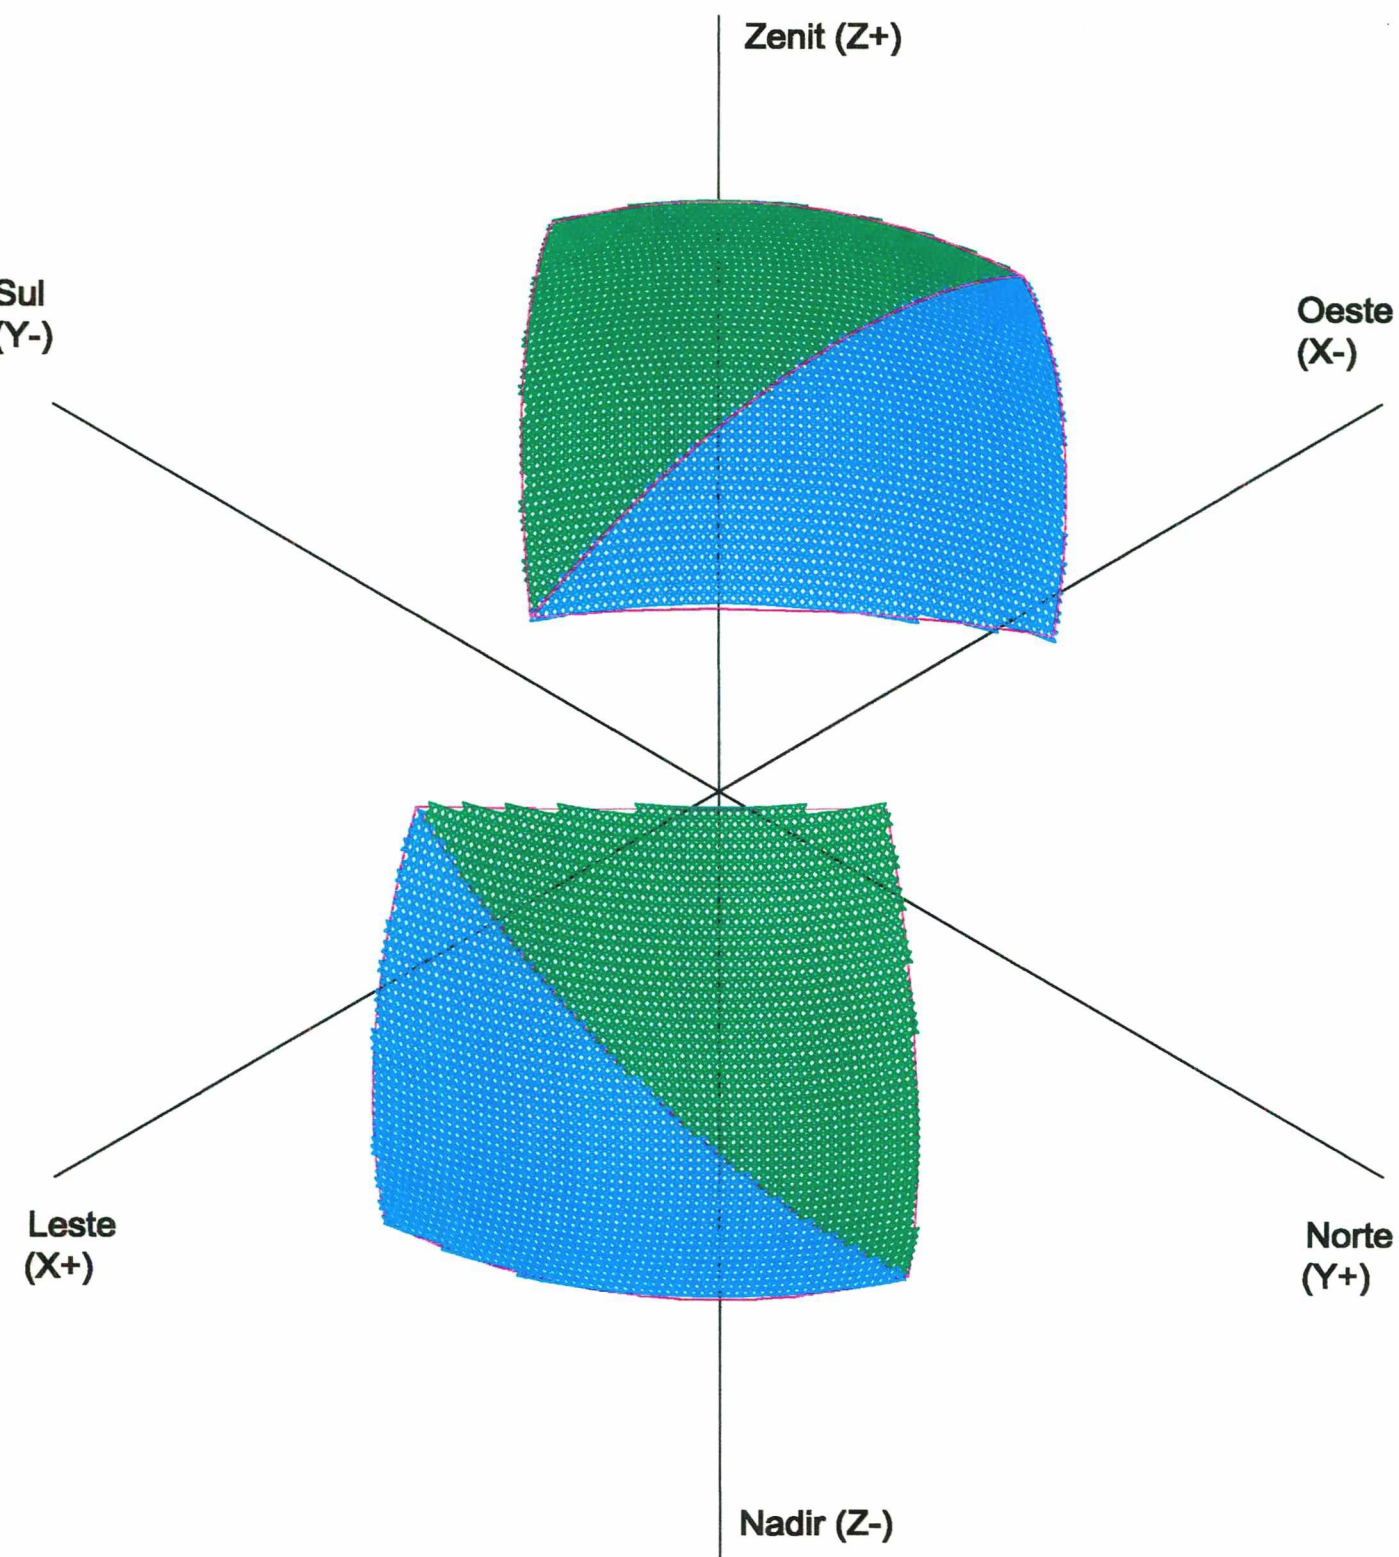 Zenit (Z+)
Sul
(Y-)
Oeste
(X-)
Leste
(X+)
Norte
(Y+)
Nadir (Z-)